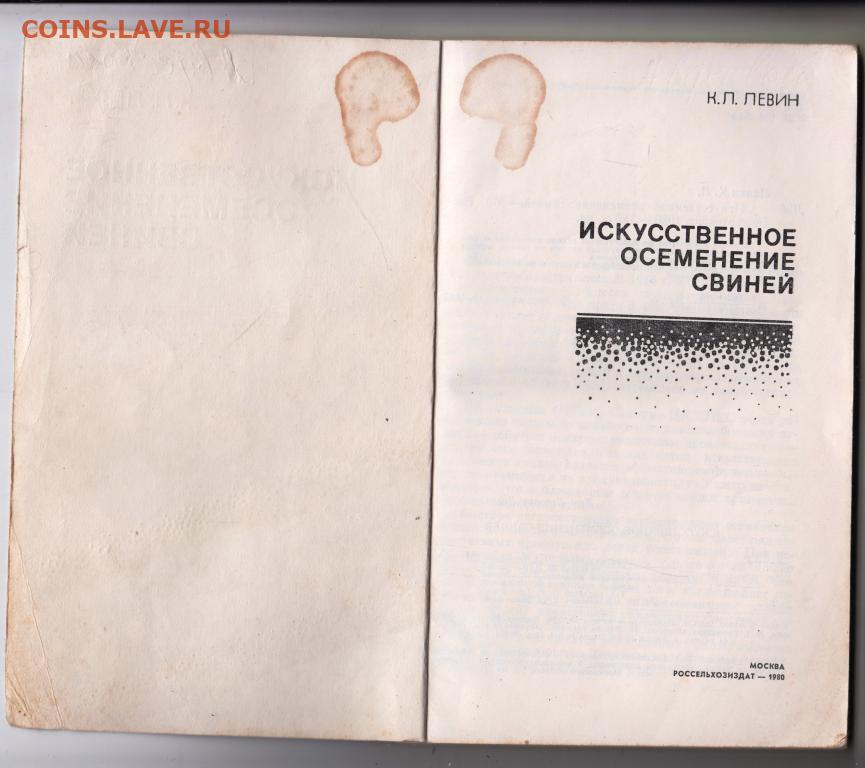 COINS.LAVE.RU
К.Л. ЛЕВИН
ИСКУССТВЕННОЕ
ОСЕМЕНЕНИЕ
СВИНЕЙ
МОСКВА
РОССЕЛЬХОЗИЗДАТ — 1980